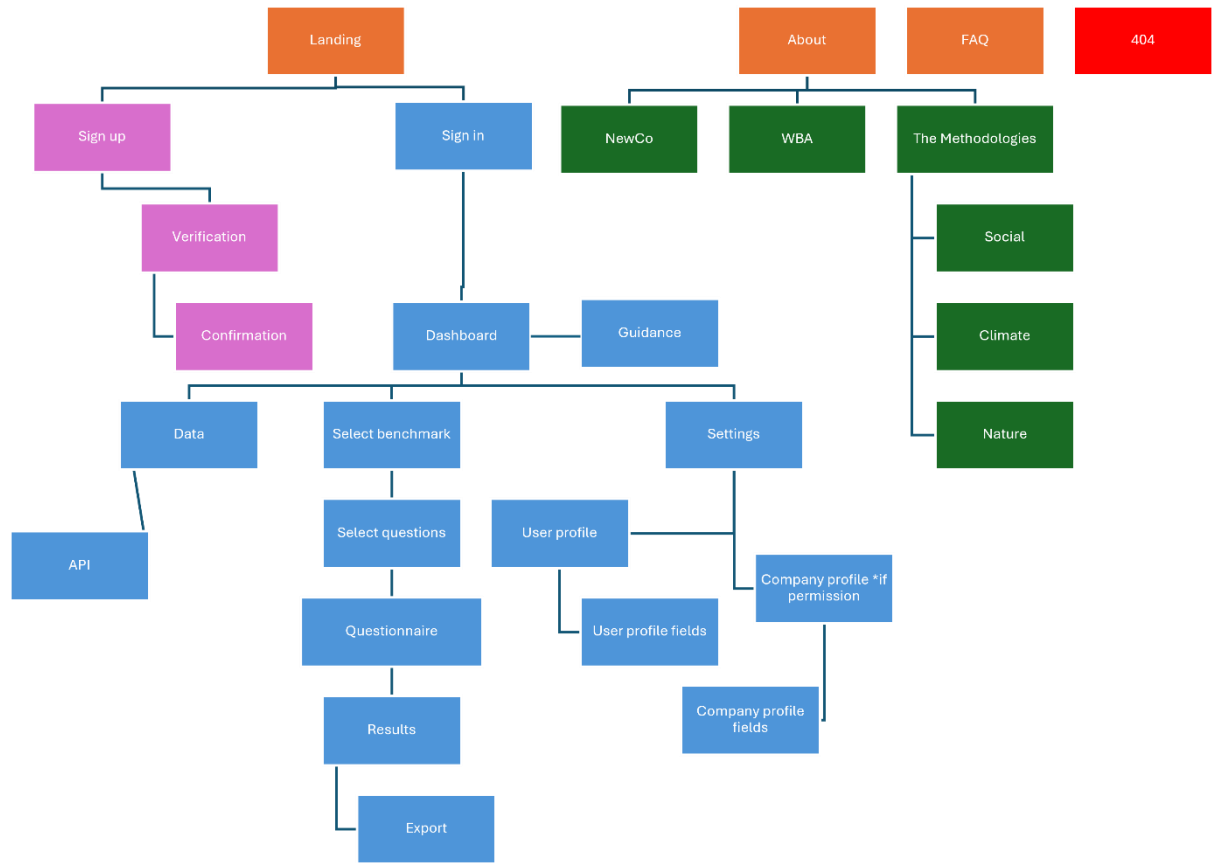 Landing
About
FAQ
404
Sign up
Sign in
NewCo
WBA
The Methodologies
Verification
Social
Confirmation
Dashboard
Guidance
Climate
Data
Select benchmark
Settings
Nature
Select questions
User profile
API
Company profile *if
permission
Questionnaire
User profile fields
Results
Company profile
fields
Export